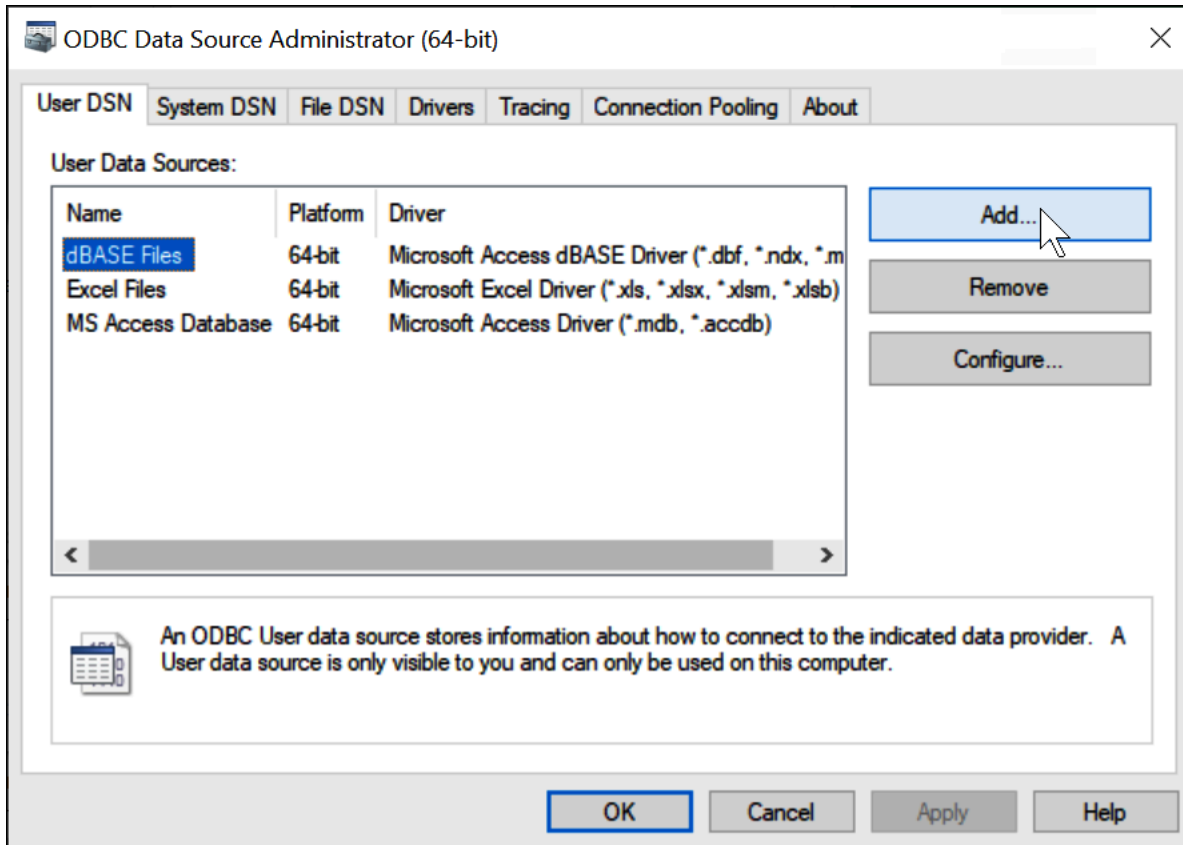 ODBC Data Source Administrator (64-bit)
User DSN System DSN File DSN Drivers Tracing Connection Pooling About
User Data Sources:
Name Platform Driver
dBASE Files 64-bit Microsoft Access dBASE Driver (*.dbf, *.ndx, *.m
Excel Files 64-bit Microsoft Excel Driver (*.xls, *.xlsx, *.xlsm, *.xlsb)
MS Access Database 64-bit Microsoft Access Driver (*.mdb, *.accdb)
Add...
Remove
Configure...
An ODBC User data source stores information about how to connect to the indicated data provider. A
User data source is only visible to you and can only be used on this computer.
OK Cancel Apply Help